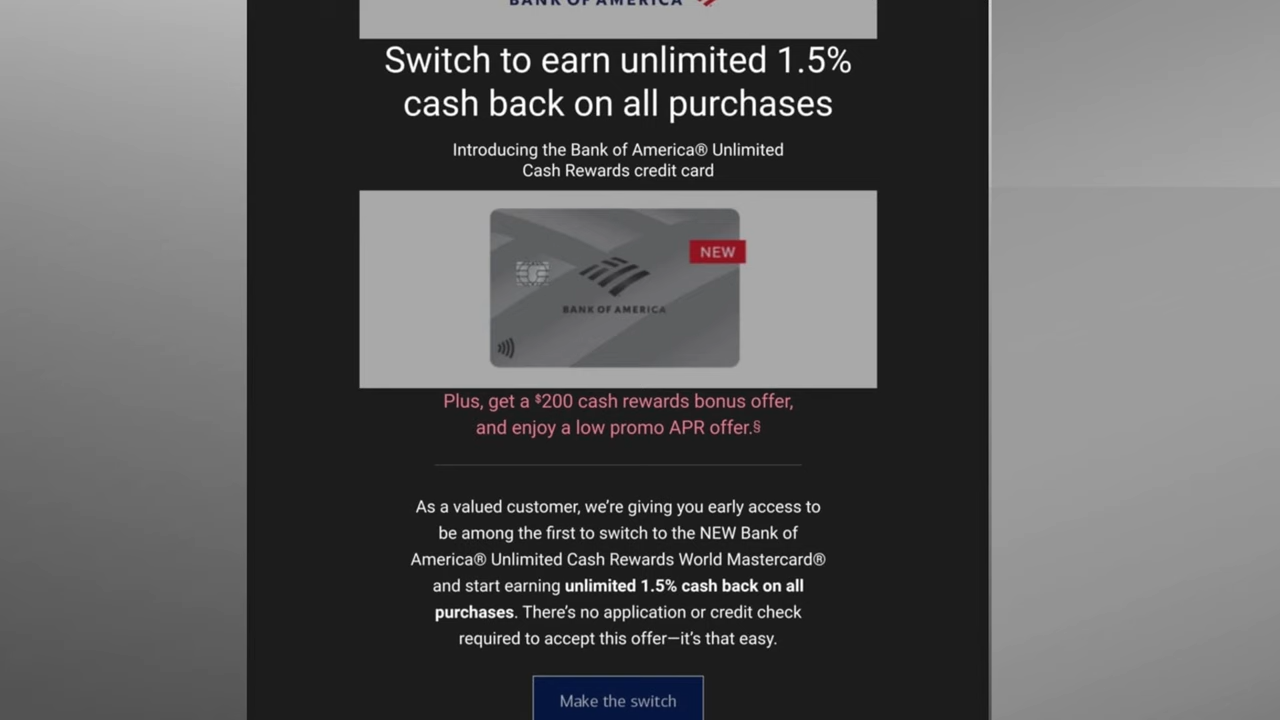 BANK OF AMERICA
Switch to earn unlimited 1.5%
cash back on all purchases
Introducing the Bank of America® Unlimited
Cash Rewards credit card
NEW
BANK OF AMERICA
Plus, get a $200 cash rewards bonus offer,
and enjoy a low promo APR offer.§
As a valued customer, we’re giving you early access to
be among the first to switch to the NEW Bank of
America® Unlimited Cash Rewards World Mastercard®
and start earning unlimited 1.5% cash back on all
purchases. There’s no application or credit check
required to accept this offer—it’s that easy.
Make the switch